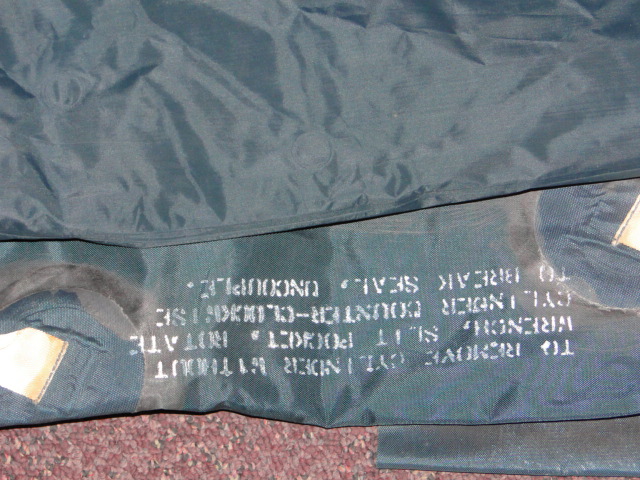 TO REMOVE CYLINDER WITHOUT
WRENCH, SLIT POCKET, ROTATE
CYLINDER COUNTER-CLOCKWISE
TO BREAK SEAL, UNCOUPLE.